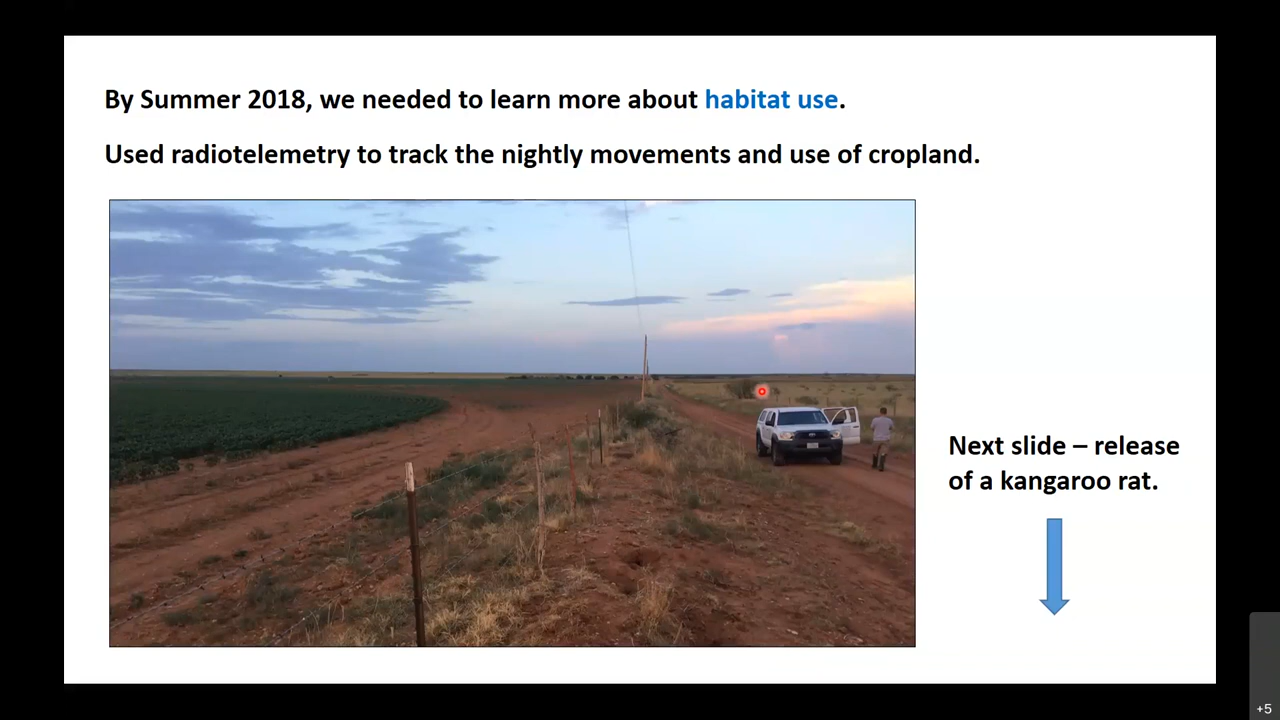 By Summer 2018, we needed to learn more about habitat use.
Used radiotelemetry to track the nightly movements and use of cropland.
Next slide – release
of a kangaroo rat.
+5